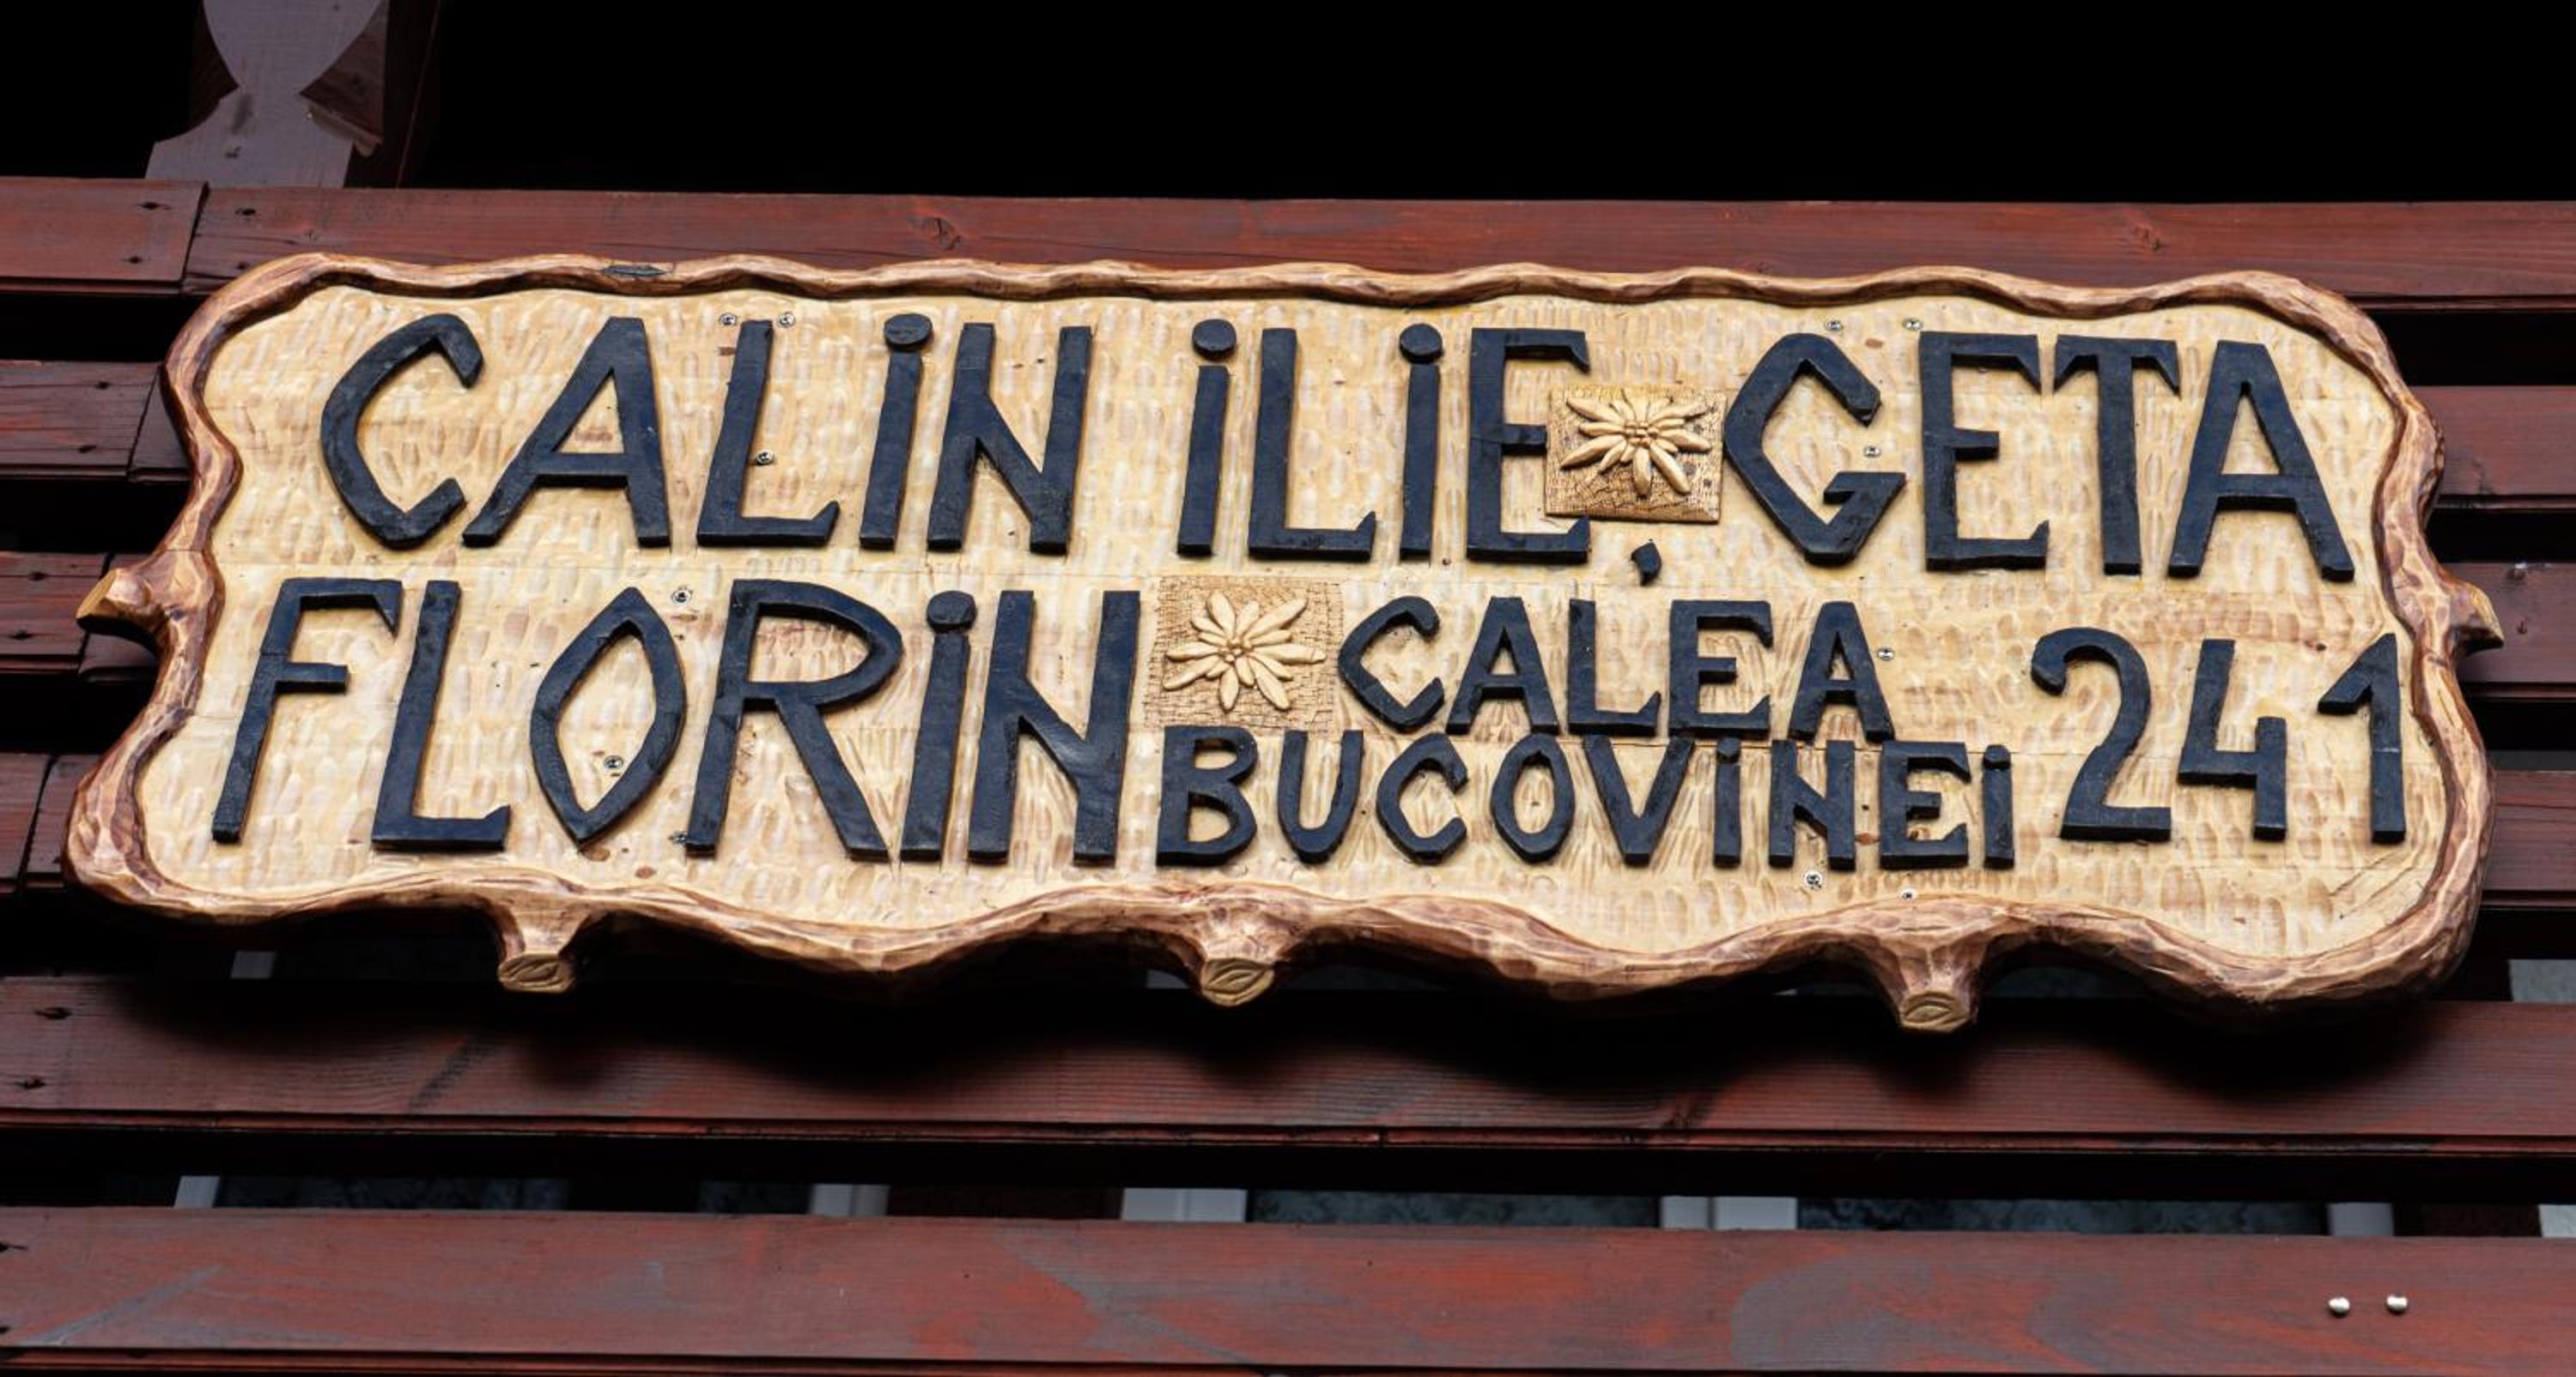 CALiN iLiE, GETA
FLORiN CALEA 241
BUCOViNEi